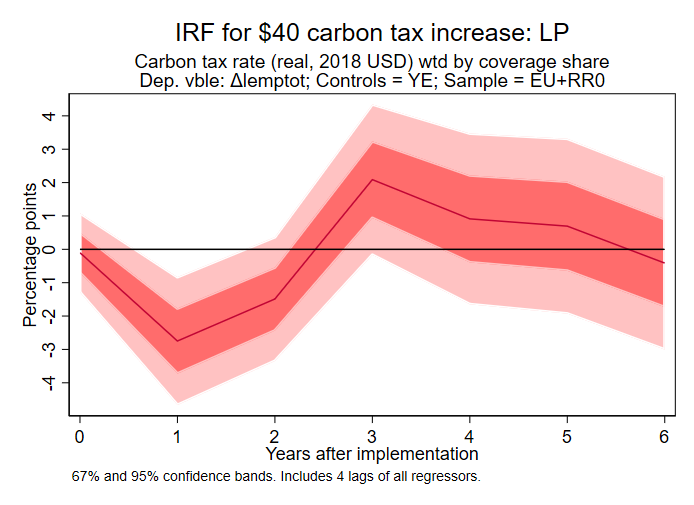 IRF for $40 carbon tax increase: LP
Carbon tax rate (real, 2018 USD) wtd by coverage share
Dep. vble: Δlemptot; Controls = YE; Sample = EU+RR0
Percentage points
4
3
2
1
0
-1
-2
-3
-4
0 1 2 3 4 5 6
Years after implementation
67% and 95% confidence bands. Includes 4 lags of all regressors.